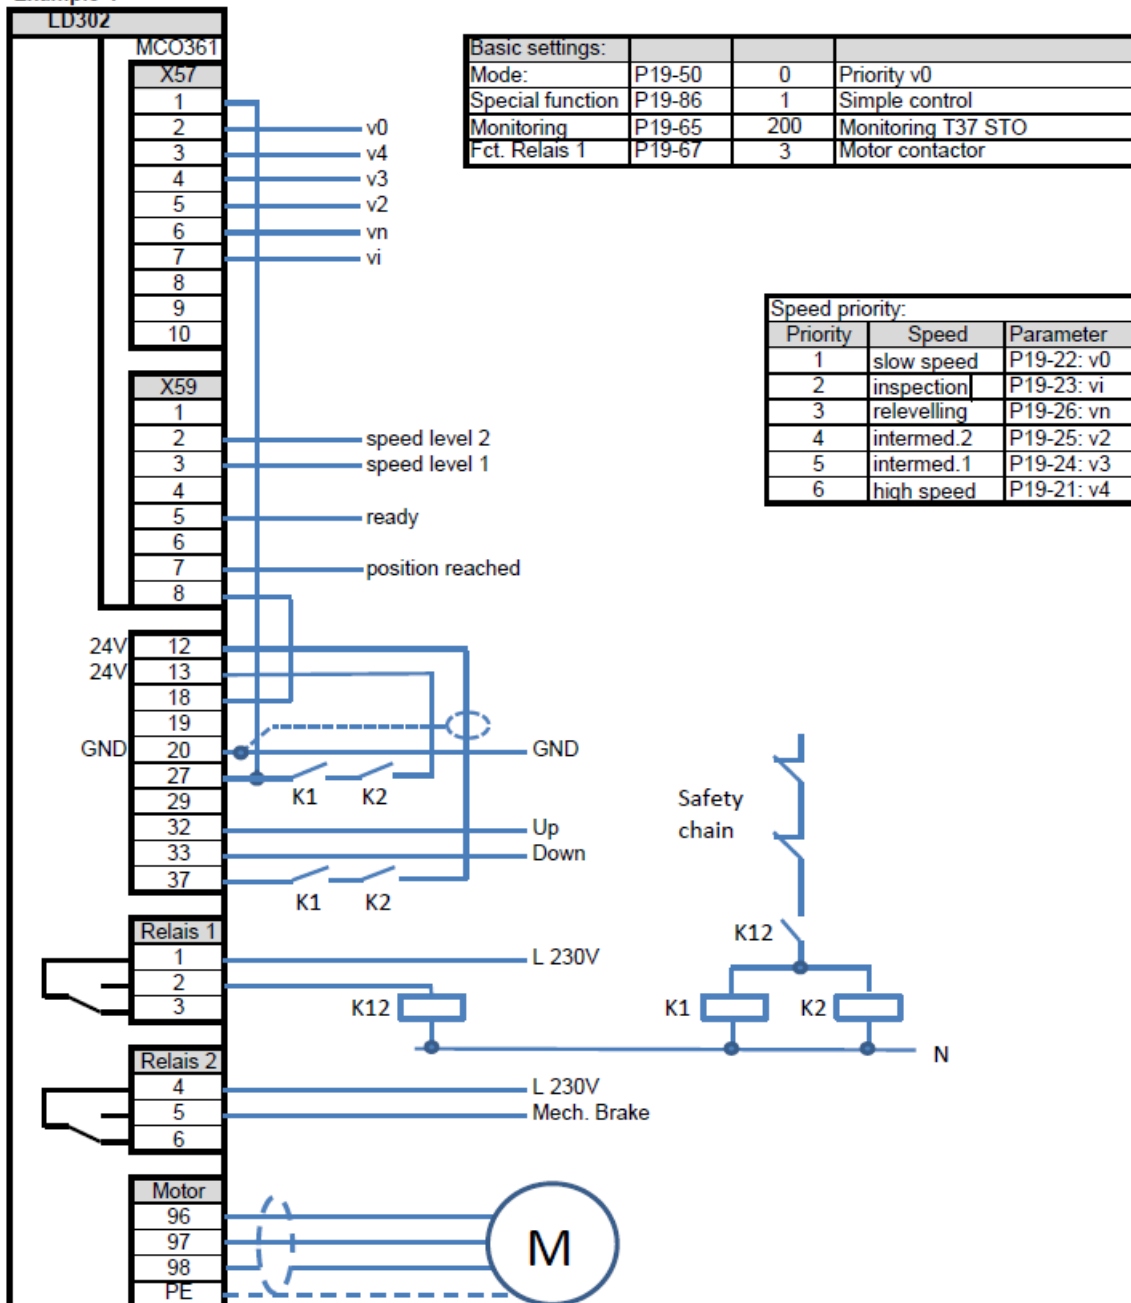 LD302
MCO361
X57
1
2 v0
3 v4
4 v3
5 v2
6 vn
7 vi
8
9
10
Basic settings:
Mode: P19-50 0 Priority v0
Special function P19-86 1 Simple control
Monitoring P19-65 200 Monitoring T37 STO
Fct. Relais 1 P19-67 3 Motor contactor
Speed priority:
Priority Speed Parameter
1 slow speed P19-22: v0
2 inspection P19-23: vi
3 relevelling P19-26: vn
4 intermed.2 P19-25: v2
5 intermed.1 P19-24: v3
6 high speed P19-21: v4
X59
1
2 speed level 2
3 speed level 1
4
5 ready
6
7 position reached
8
24V 12
24V 13
18
19
GND 20 GND
27
K1 K2
29
32 Up
33 Down
37
K1 K2
Safety
chain
K12
Relais 1
1 L 230V
2
3
K12 K1 K2
N
Relais 2
4 L 230V
5 Mech. Brake
6
Motor
96
97
98
PE
M